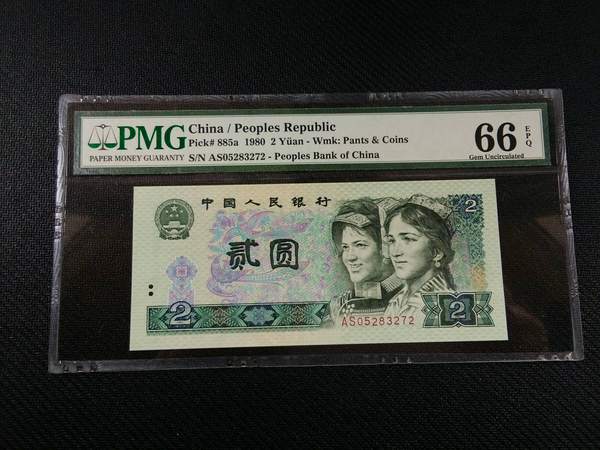 PMG
PAPER MONEY GUARANTY
China / Peoples Republic
Pick# 885a 1980 2 Yüan - Wmk: Pants & Coins
S/N AS05283272 - Peoples Bank of China
66 EPQ
Gem Uncirculated
中国人民银行
2
贰圆
AS05283272
2
2